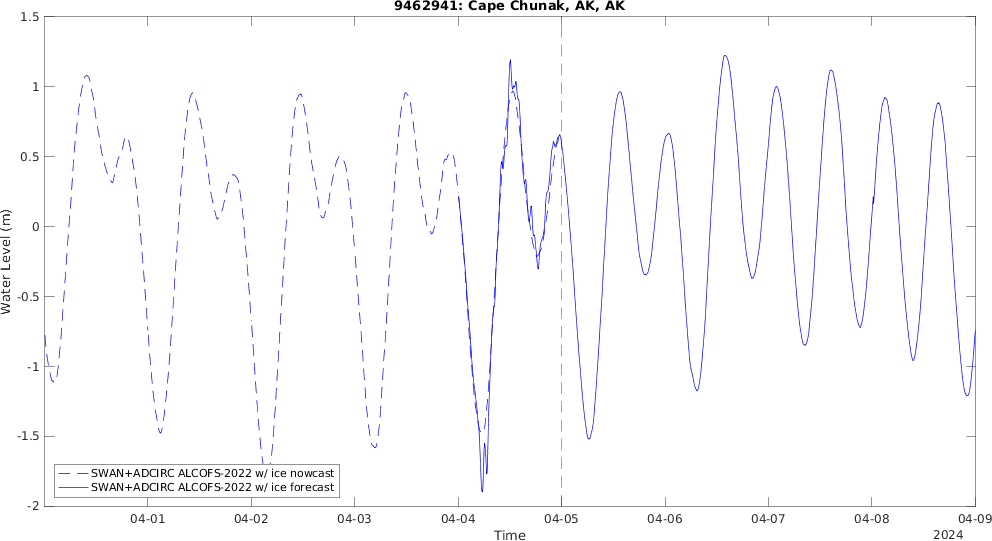 9462941: Cape Chunak, AK, AK
1.5
1
0.5
0
-0.5
-1
-1.5
-2
Water Level (m)
SWAN+ADCIRC ALCOFS-2022 w/ ice nowcast
SWAN+ADCIRC ALCOFS-2022 w/ ice forecast
04-01 04-02 04-03 04-04 04-05 04-06 04-07 04-08 04-09
Time
2024